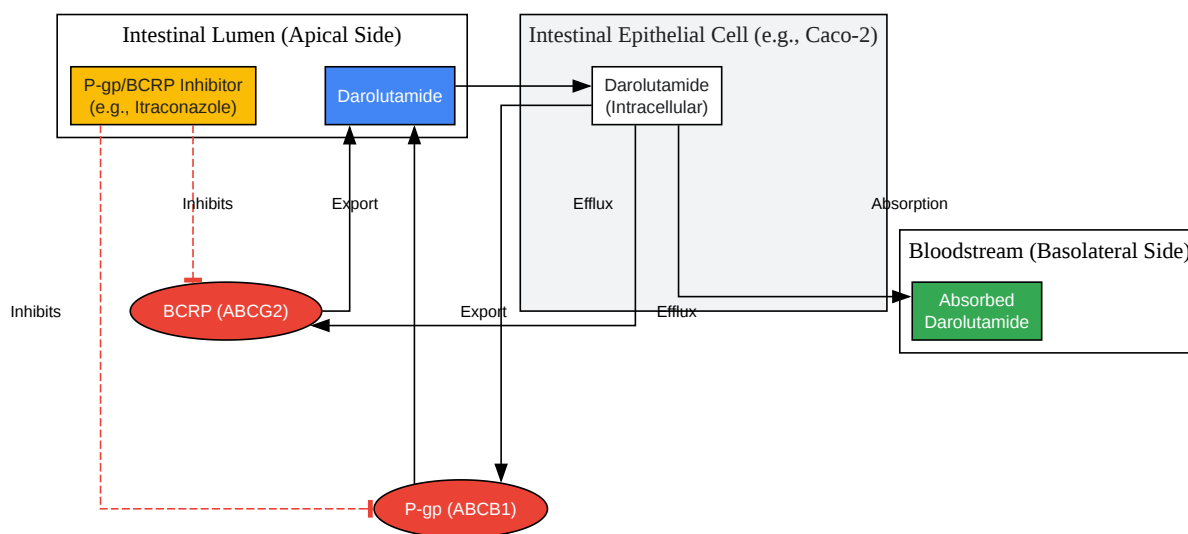 Intestinal Lumen (Apical Side)
Intestinal Epithelial Cell (e.g., Caco-2)
P-gp/BCRP Inhibitor
(e.g., Itraconazole)
Darolutamide
Darolutamide
(Intracellular)
Inhibits
Export
Efflux
Absorption
Bloodstream (Basolateral Side)
BCRP (ABCG2)
Inhibits
Export
Efflux
Absorbed
Darolutamide
P-gp (ABCB1)